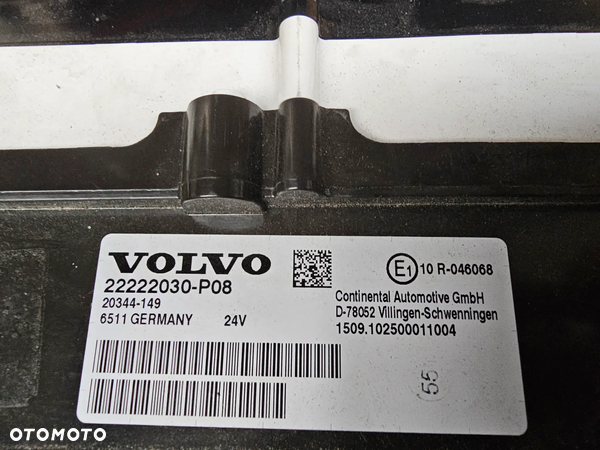 VOLVO
22222030-P08
20344-149
6511 GERMANY 24V
E1 10 R-046068
Continental Automotive GmbH
D-78052 Villingen-Schwenningen
1509.102500011004
55
OTOMOTO